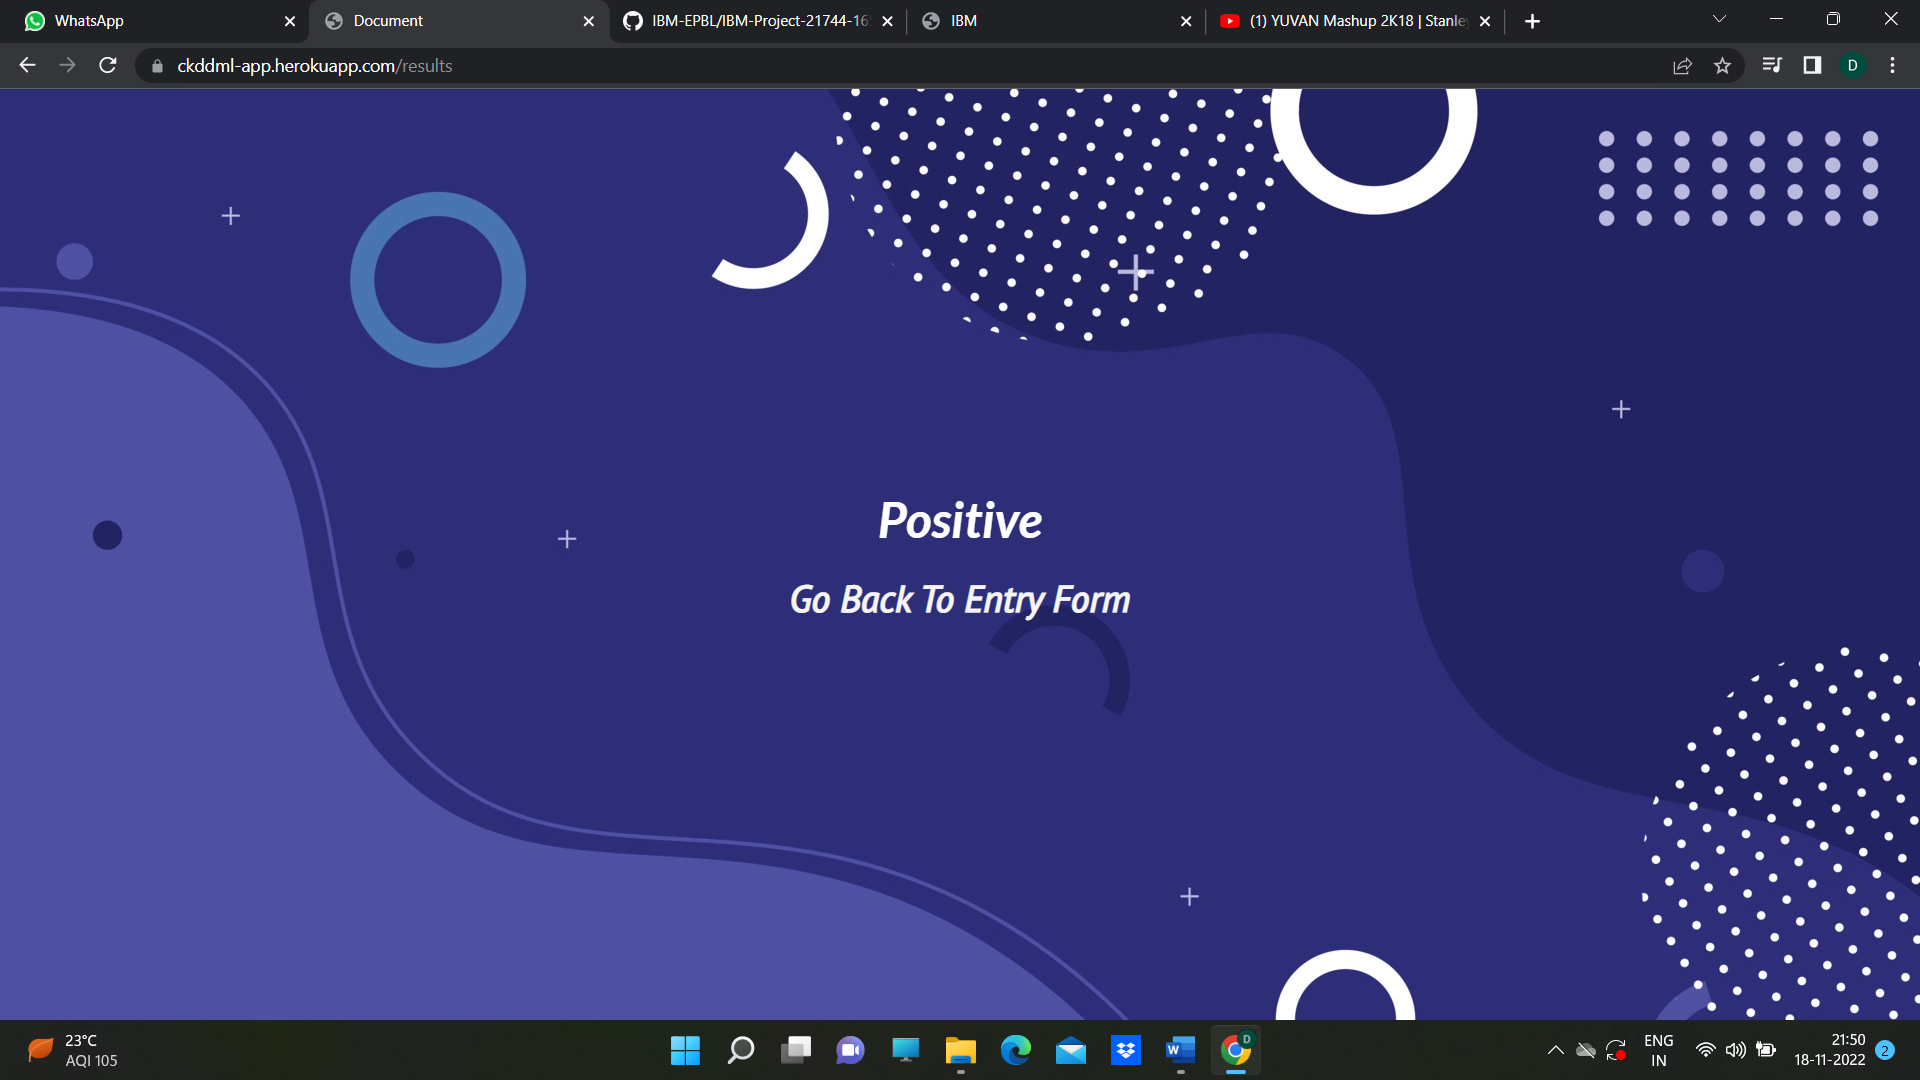 WhatsApp
Document
IBM-EPBL/IBM-Project-21744-16
IBM
(1) YUVAN Mashup 2K18 | Stanle
ckddml-app.herokuapp.com/results
D
Positive
Go Back To Entry Form
23°C
AQI 105
W
D
ENG
IN
21:50
18-11-2022
2